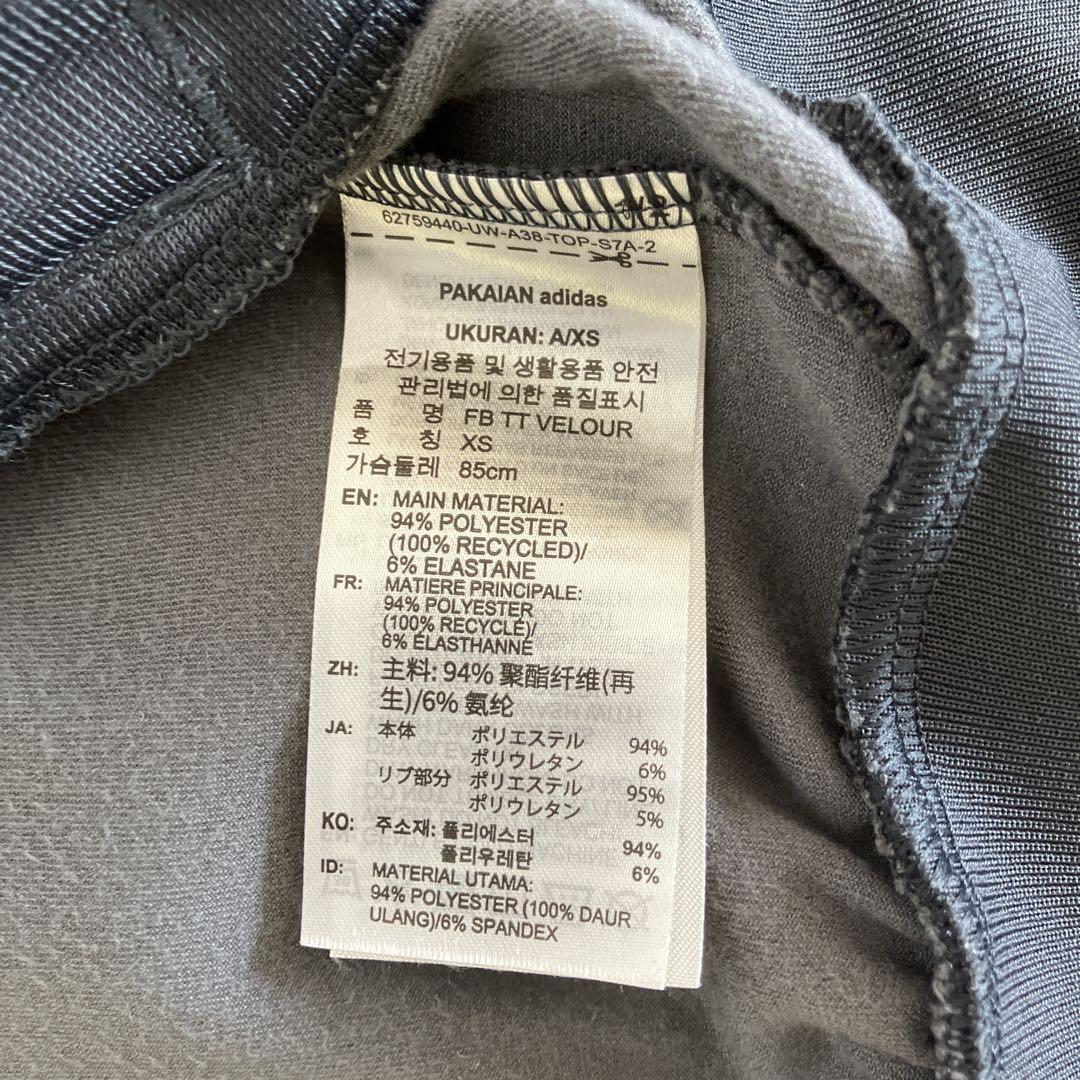 62759440-UW-A38-TOP-S7A-2
PAKAIAN adidas
UKURAN: A/XS
전기용품 및 생활용품 안전
관리법에 의한 품질표시
품 명 FB TT VELOUR
호 칭 XS
가슴둘레 85cm
EN: MAIN MATERIAL:
94% POLYESTER
(100% RECYCLED)/
6% ELASTANE
FR: MATIERE PRINCIPALE:
94% POLYESTER
(100% RECYCLÉ)/
6% ÉLASTHANNE
ZH: 主料: 94% 聚酯纤维(再
生)/6% 氨纶
JA: 本体 ポリエステル 94%
ポリウレタン 6%
リブ部分 ポリエステル 95%
ポリウレタン 5%
KO: 주소재: 폴리에스터 94%
폴리우레탄 6%
ID: MATERIAL UTAMA:
94% POLYESTER (100% DAUR
ULANG)/6% SPANDEX